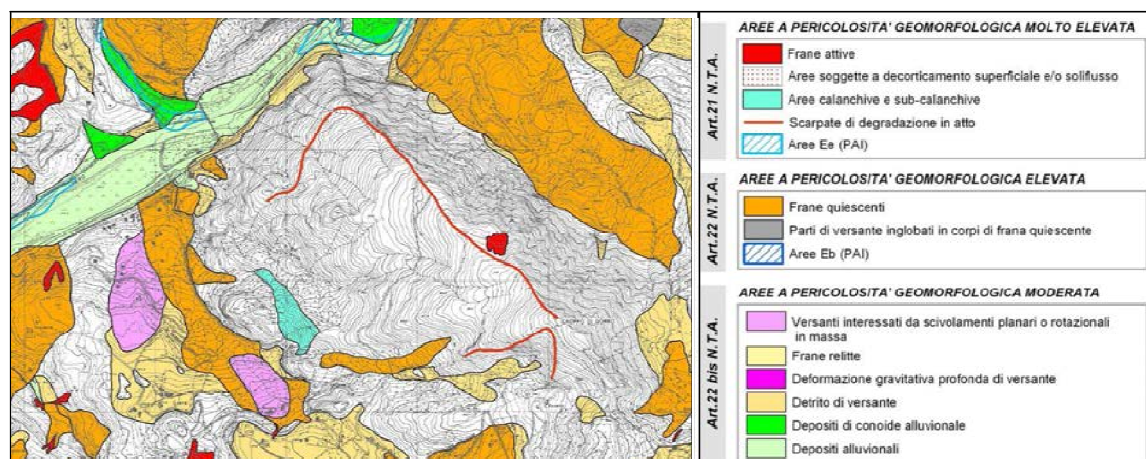 AREE A PERICOLOSITA' GEOMORFOLOGICA MOLTO ELEVATA
Art.21 N.T.A.
Frane attive
Aree soggette a decorticamento superficiale e/o soliflusso
Aree calanchive e sub-calanchive
Scarpate di degradazione in atto
Aree Ee (PAI)
AREE A PERICOLOSITA' GEOMORFOLOGICA ELEVATA
Art.22 N.T.A.
Frane quiescenti
Parti di versante inglobati in corpi di frana quiescente
Aree Eb (PAI)
AREE A PERICOLOSITA' GEOMORFOLOGICA MODERATA
Art.22 bis N.T.A.
Versanti interessati da scivolamenti planari o rotazionali
in massa
Frane relitte
Deformazione gravitativa profonda di versante
Detrito di versante
Depositi di conoide alluvionale
Depositi alluvionali